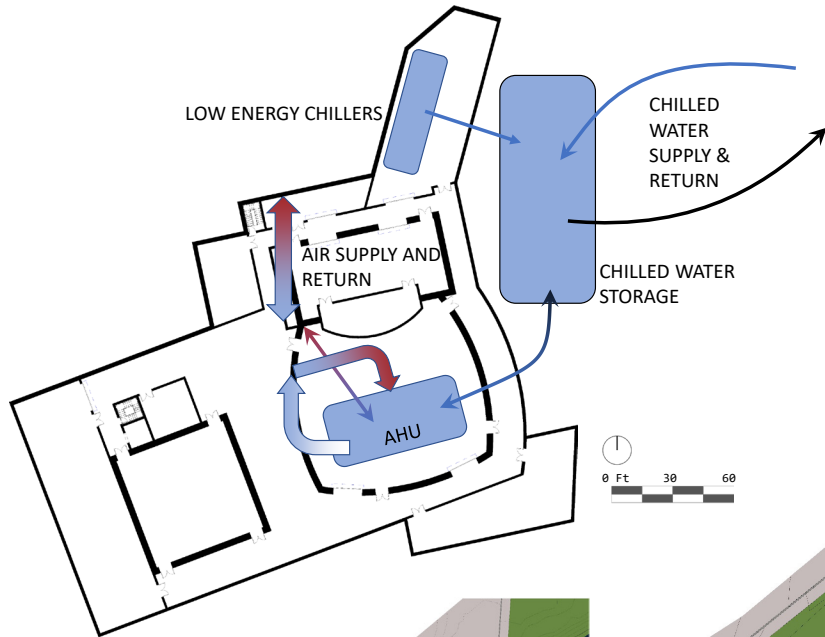 LOW ENERGY CHILLERS
CHILLED
WATER
SUPPLY &
RETURN
AIR SUPPLY AND
RETURN
CHILLED WATER
STORAGE
AHU
0 Ft 30 60